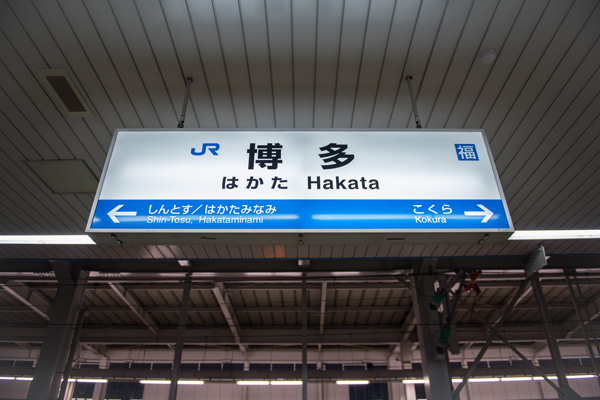 JR 博多 福
はかた Hakata
しんとす／はかたみなみ こくら
Shin-Tosu, Hakataminami Kokura